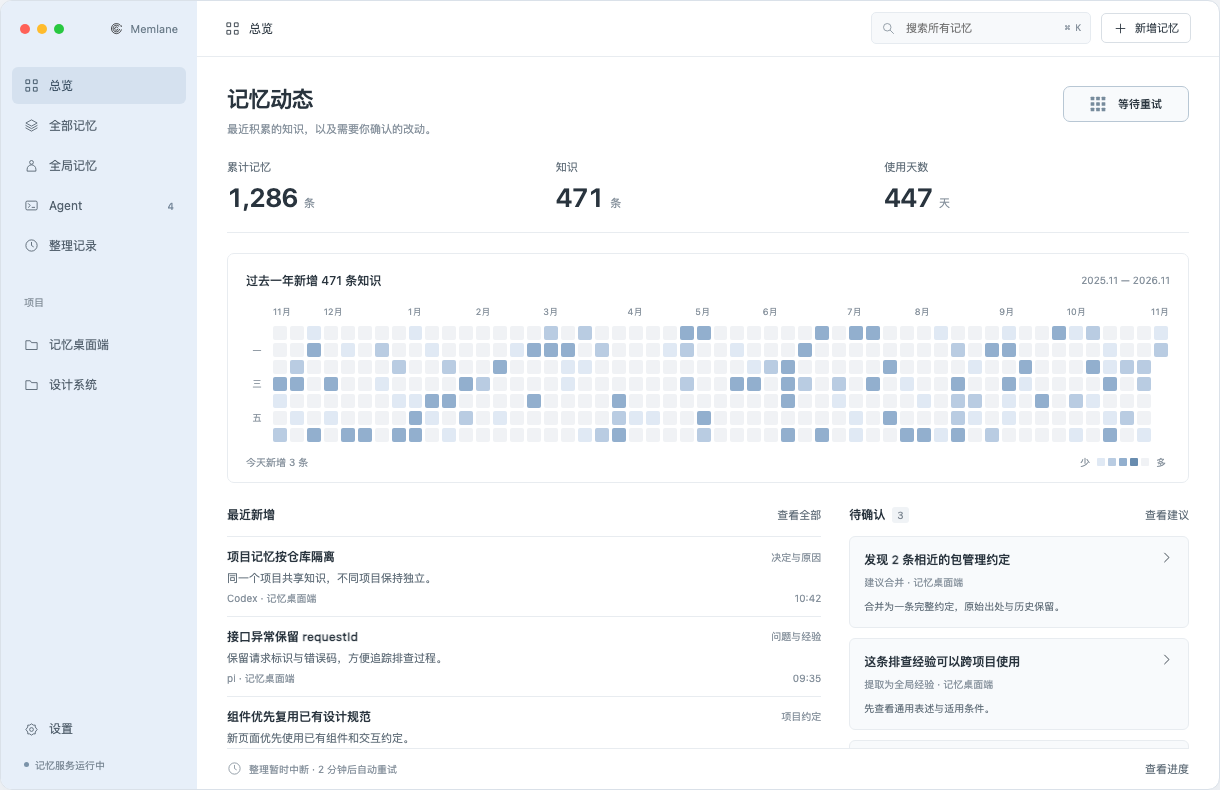 Memlane
总览
全部记忆
全局记忆
Agent 4
整理记录
项目
记忆桌面端
设计系统
设置
记忆服务运行中
总览
搜索所有记忆 ⌘ K
新增记忆
记忆动态
最近积累的知识，以及需要你确认的改动。
等待重试
累计记忆
1,286 条
知识
471 条
使用天数
447 天
过去一年新增 471 条知识
2025.11 — 2026.11
11月 12月 1月 2月 3月 4月 5月 6月 7月 8月 9月 10月 11月
一
三
五
今天新增 3 条
少 多
最近新增
查看全部
项目记忆按仓库隔离
决定与原因
同一个项目共享知识，不同项目保持独立。
Codex · 记忆桌面端
10:42
接口异常保留 requestId
问题与经验
保留请求标识与错误码，方便追踪排查过程。
pi · 记忆桌面端
09:35
组件优先复用已有设计规范
项目约定
新页面优先使用已有组件和交互约定。
待确认 3
查看建议
发现 2 条相近的包管理约定
建议合并 · 记忆桌面端
合并为一条完整约定，原始出处与历史保留。
这条排查经验可以跨项目使用
提取为全局经验 · 记忆桌面端
先查看通用表述与适用条件。
整理暂时中断 · 2 分钟后自动重试
查看进度